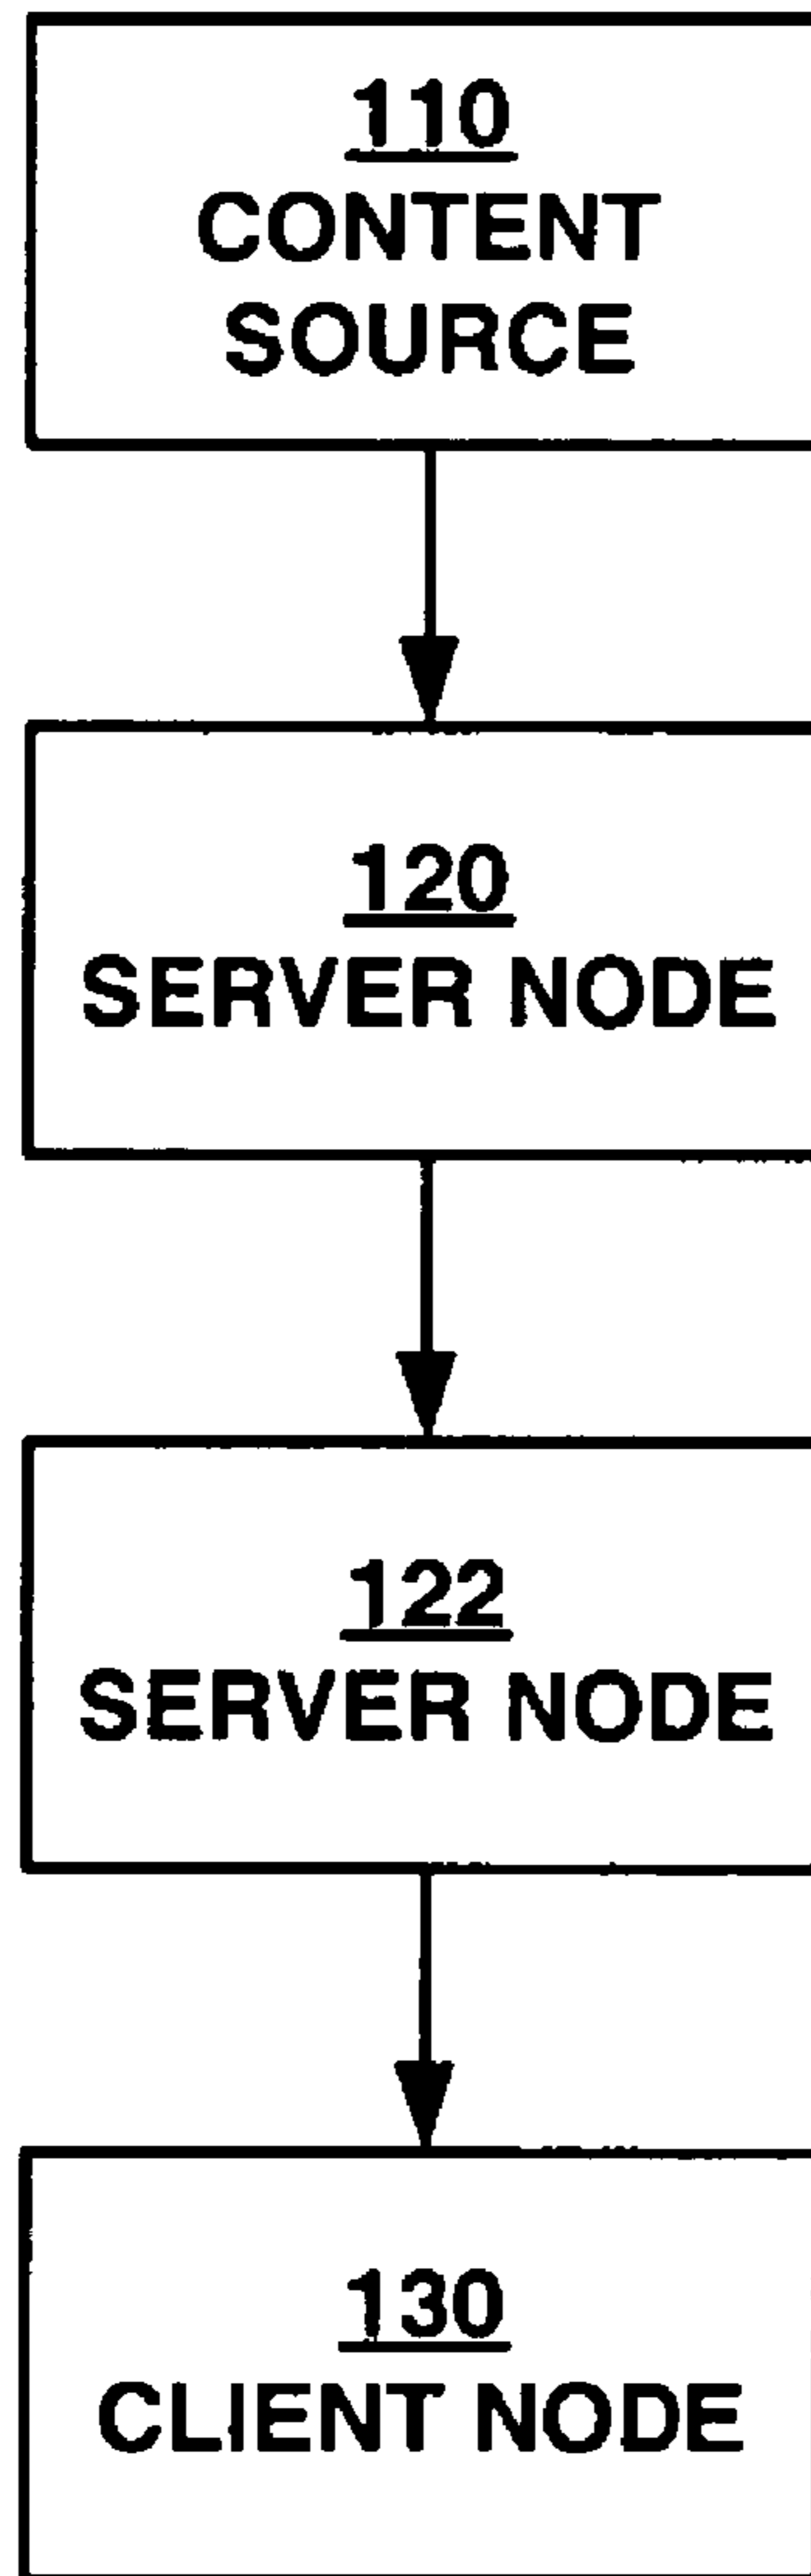 110
CONTENT
SOURCE
120
SERVER NODE
122
SERVER NODE
130
CLIENT NODE